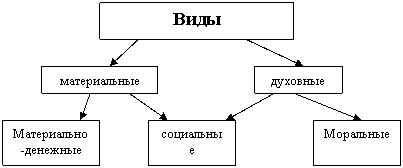 Виды
материальные
духовные
Материально
-денежные
социальны
е
Моральные